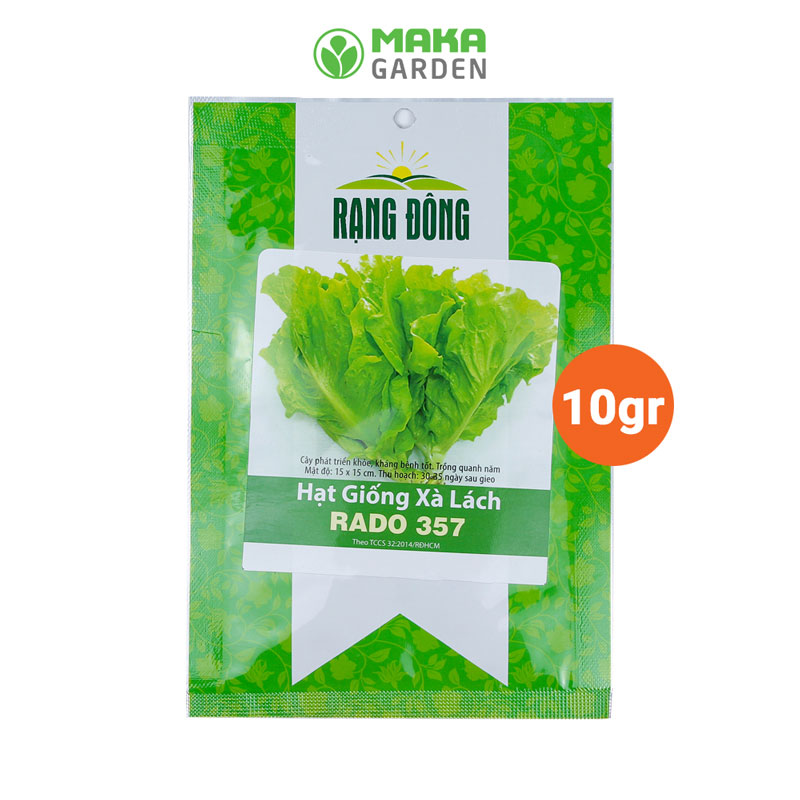 MAKA
GARDEN
RẠNG ĐÔNG
10gr
Cây phát triển khỏe, kháng bệnh tốt. Trồng quanh năm
Mật độ: 15 x 15 cm. Thu hoạch: 30-35 ngày sau gieo
Hạt Giống Xà Lách
RADO 357
Theo TCCS 32:2014/RĐHCM